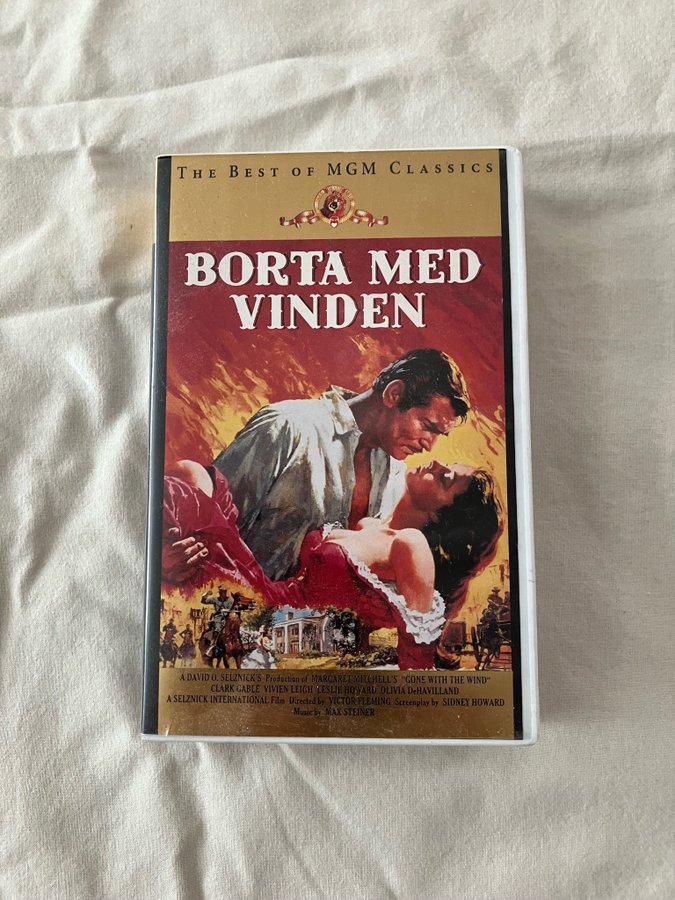 THE BEST OF MGM CLASSICS
BORTA MED
VINDEN
A DAVID O. SELZNICK'S Production of MARGARET MITCHELL'S "GONE WITH THE WIND"
CLARK GABLE VIVIEN LEIGH LESLIE HOWARD OLIVIA DeHAVILLAND
A SELZNICK INTERNATIONAL Film Directed by VICTOR FLEMING Screenplay by SIDNEY HOWARD
Music by MAX STEINER